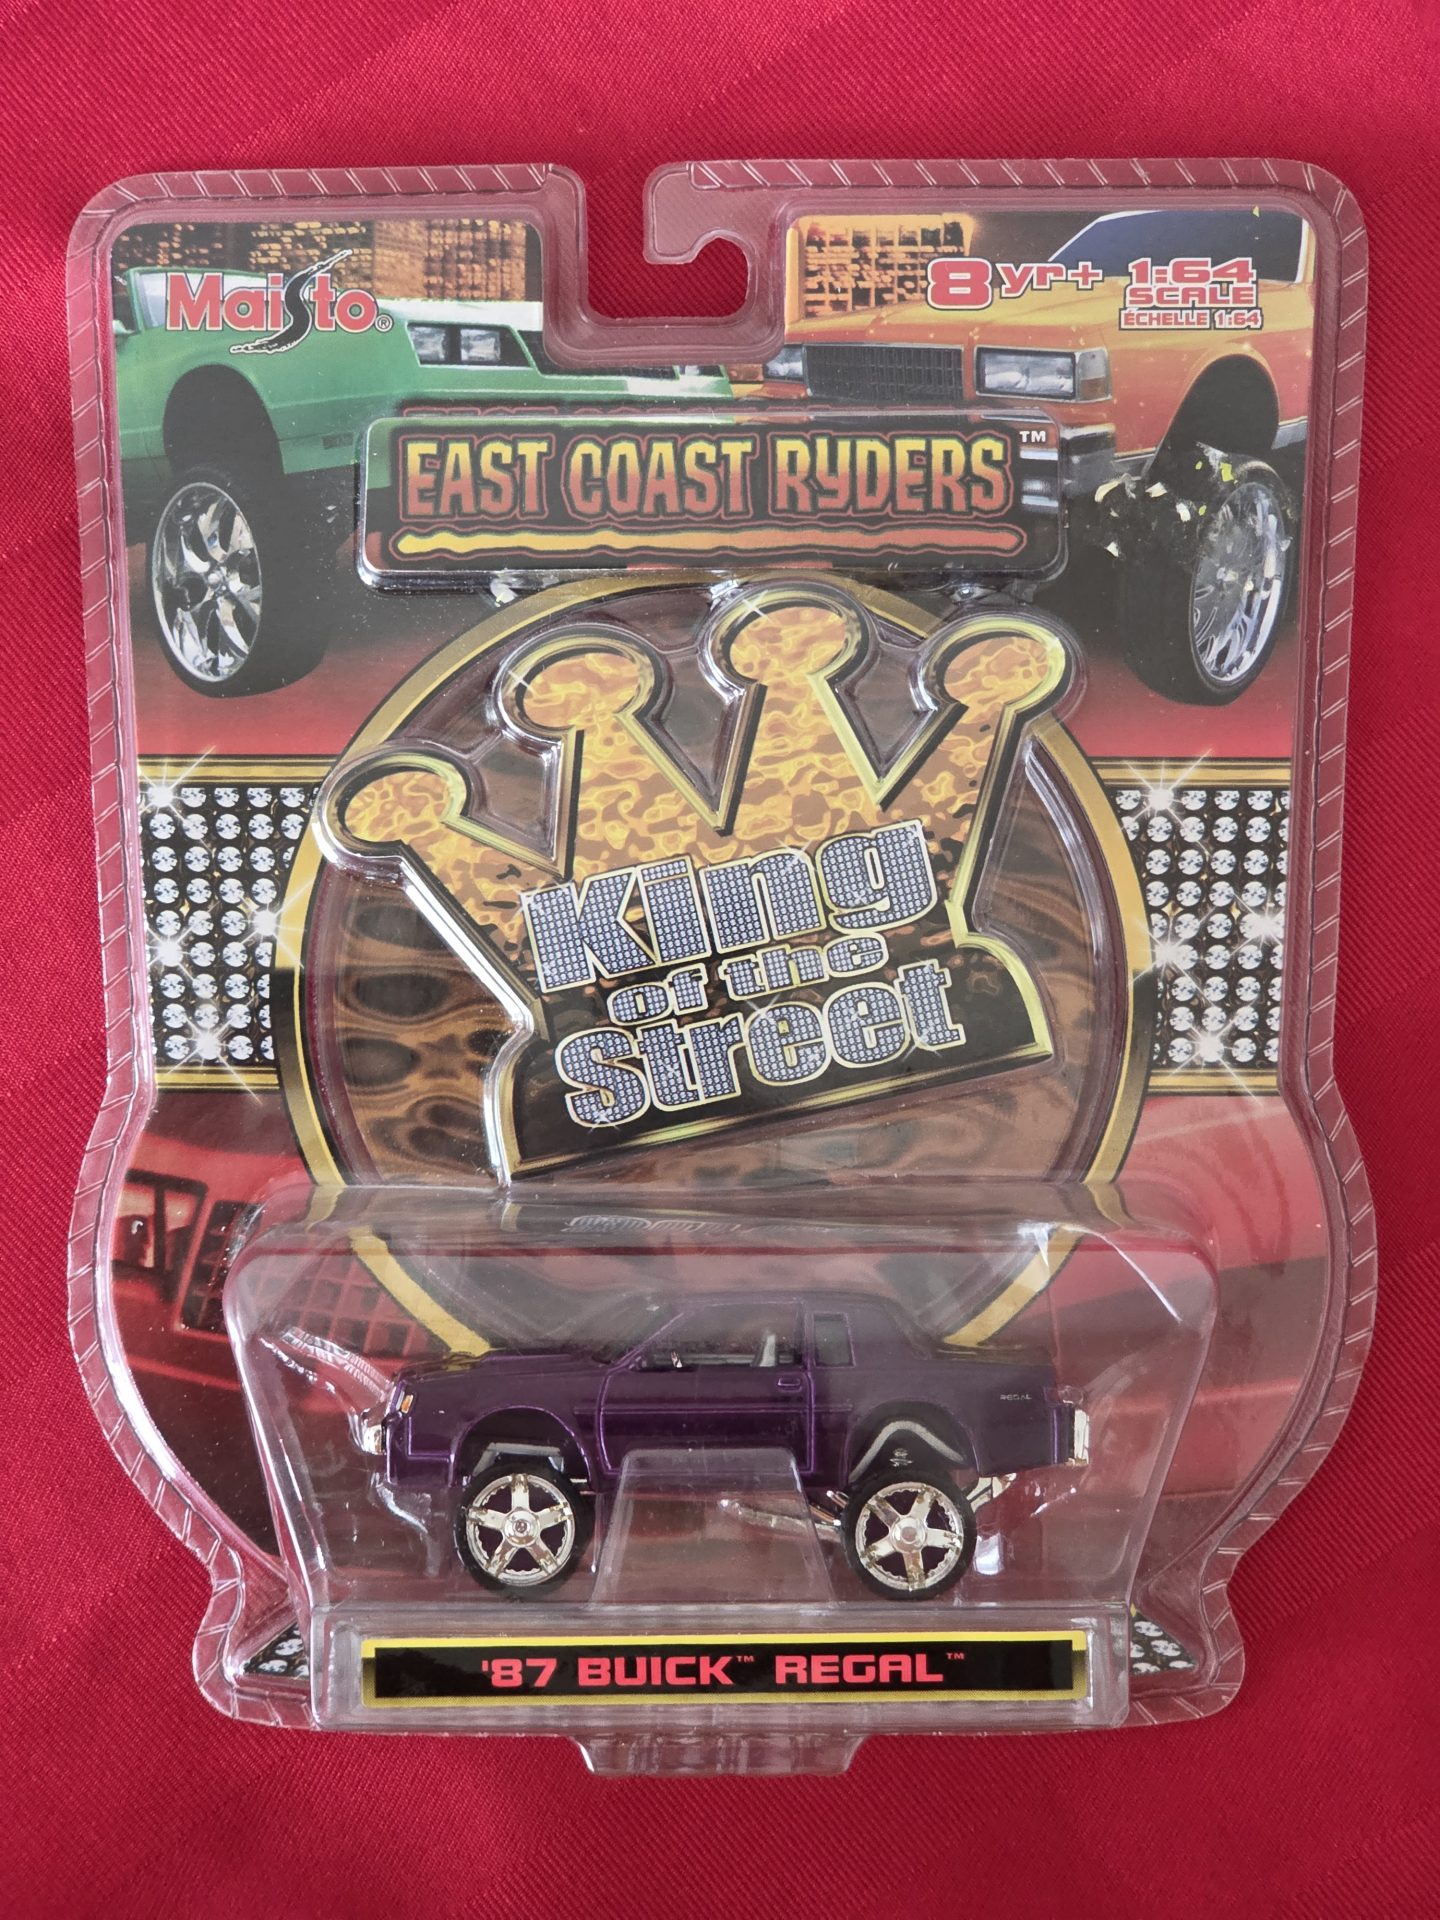 Maisto®
8 yr+
1:64
SCALE
ÉCHELLE 1:64
EAST COAST RYDERS™
King
of the
Street
REGAL
'87 BUICK™ REGAL™